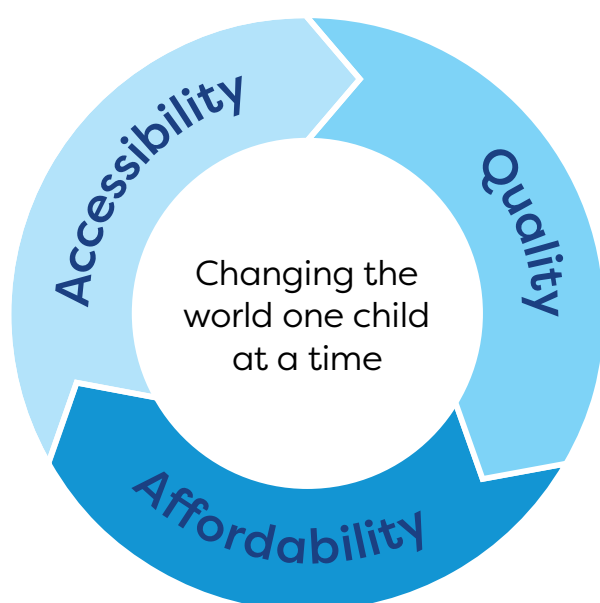 Accessibility
Quality
Changing the
world one child
at a time
Affordability